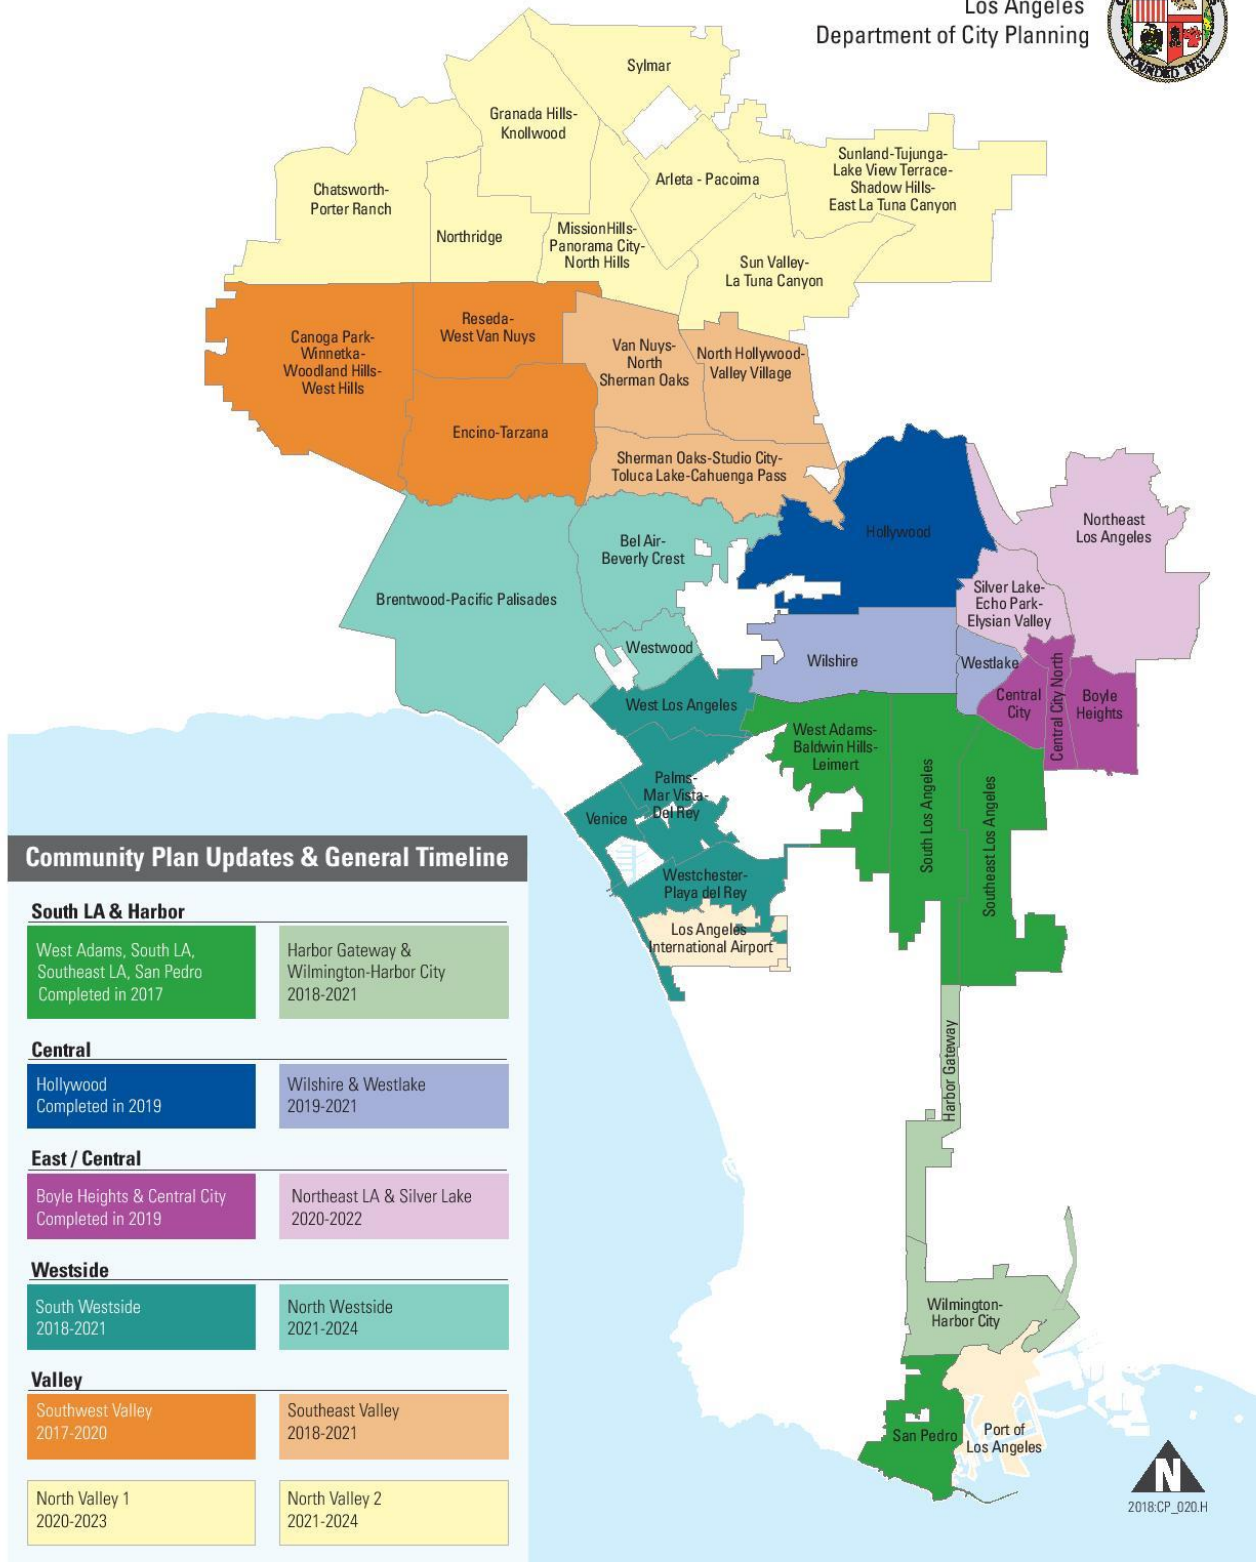 Los Angeles
Department of City Planning
FOUNDED 1781
Sylmar
Granada Hills-
Knollwood
Sunland-Tujunga-
Lake View Terrace-
Shadow Hills-
East La Tuna Canyon
Arleta - Pacoima
Chatsworth-
Porter Ranch
Northridge
MissionHills-
Panorama City-
North Hills
Sun Valley-
La Tuna Canyon
Canoga Park-
Winnetka-
Woodland Hills-
West Hills
Reseda-
West Van Nuys
Van Nuys-
North
Sherman Oaks
North Hollywood-
Valley Village
Encino-Tarzana
Sherman Oaks-Studio City-
Toluca Lake-Cahuenga Pass
Hollywood
Northeast
Los Angeles
Bel Air-
Beverly Crest
Brentwood-Pacific Palisades
Silver Lake-
Echo Park-
Elysian Valley
Westwood
Wilshire
Westlake
Central
City
Central City North
Boyle
Heights
West Los Angeles
West Adams-
Baldwin Hills-
Leimert
South Los Angeles
Southeast Los Angeles
Palms-
Mar Vista-
Del Rey
Venice
Westchester-
Playa del Rey
Los Angeles
International Airport
Harbor Gateway
Wilmington-
Harbor City
San Pedro
Port of
Los Angeles
N
2018:CP_020.H
Community Plan Updates & General Timeline
South LA & Harbor
West Adams, South LA,
Southeast LA, San Pedro
Completed in 2017
Harbor Gateway &
Wilmington-Harbor City
2018-2021
Central
Hollywood
Completed in 2019
Wilshire & Westlake
2019-2021
East / Central
Boyle Heights & Central City
Completed in 2019
Northeast LA & Silver Lake
2020-2022
Westside
South Westside
2018-2021
North Westside
2021-2024
Valley
Southwest Valley
2017-2020
Southeast Valley
2018-2021
North Valley 1
2020-2023
North Valley 2
2021-2024